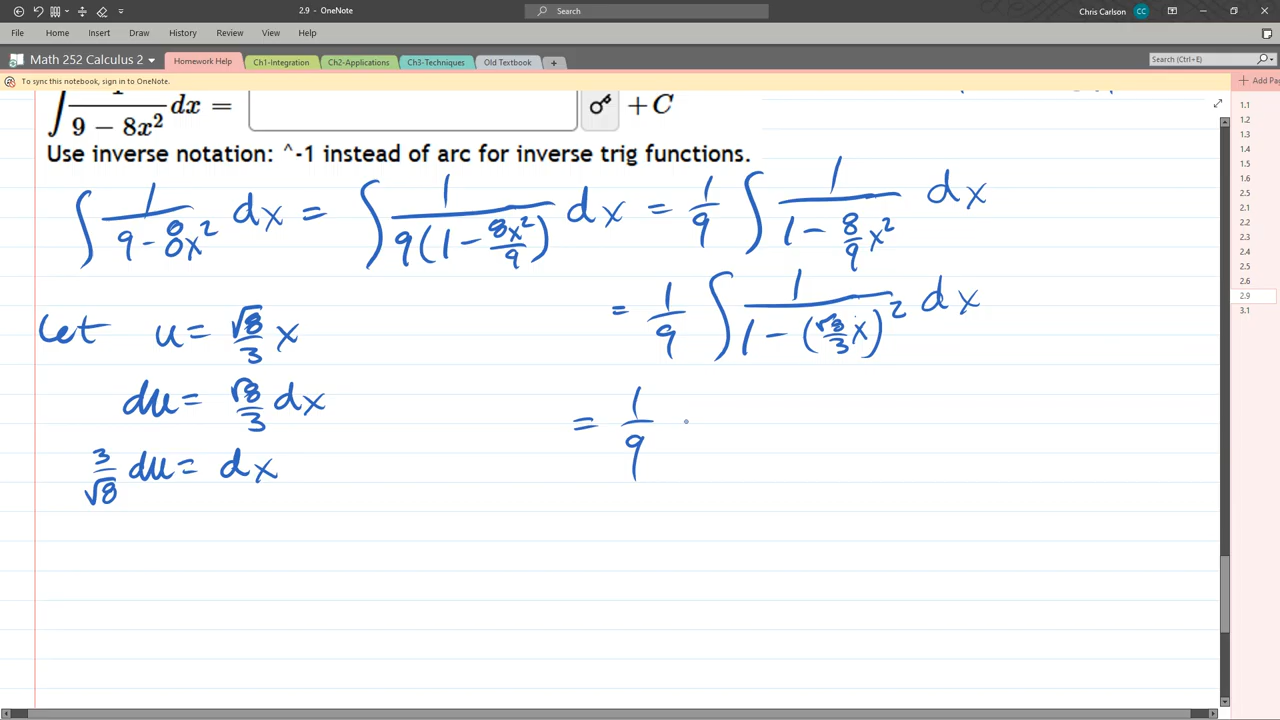 2.9 - OneNote
Search
Chris Carlson CC
File Home Insert Draw History Review View Help
Math 252 Calculus 2 Homework Help Ch1-Integration Ch2-Applications Ch3-Techniques Old Textbook + Search (Ctrl+E)
To sync this notebook, sign in to OneNote.
Add Pag
∫ 1/(9 − 8x²) dx = + C
Use inverse notation: ^-1 instead of arc for inverse trig functions.
∫ 1/(9 - 8x²) dx = ∫ 1/(9(1 - 8x²/9)) dx = 1/9 ∫ 1/(1 - 8/9 x²) dx
= 1/9 ∫ 1/(1 - (√8/3 x)²) dx
Let u = √8/3 x
du = √8/3 dx
= 1/9
3/√8 du = dx
1.1
1.2
1.3
1.4
1.5
1.6
2.5
2.1
2.2
2.3
2.4
2.5
2.6
2.9
3.1